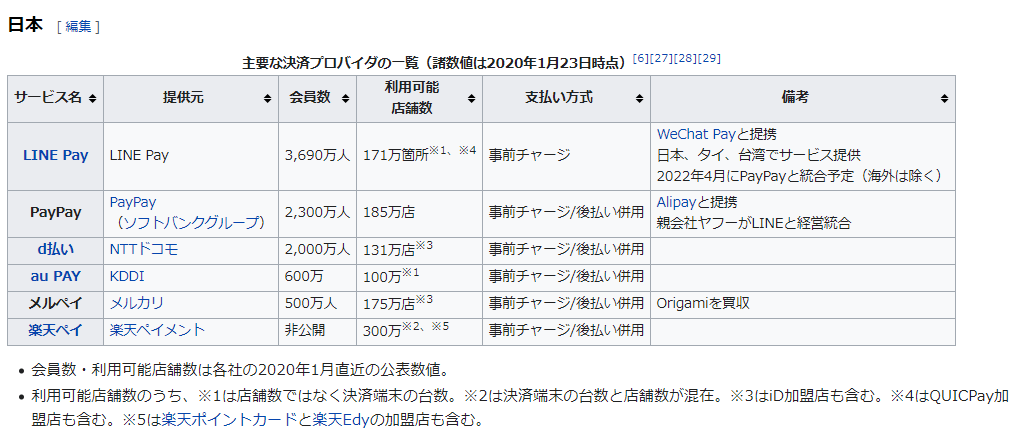 日本 [ 編集 ]
主要な決済プロバイダの一覧（諸数値は2020年1月23日時点）[6][27][28][29]
サービス名 提供元 会員数 利用可能店舗数 支払い方式 備考
LINE Pay LINE Pay 3,690万人 171万箇所※1、※4 事前チャージ WeChat Payと提携
日本、タイ、台湾でサービス提供
2022年4月にPayPayと統合予定（海外は除く）
PayPay PayPay（ソフトバンクグループ） 2,300万人 185万店 事前チャージ/後払い併用 Alipayと提携
親会社ヤフーがLINEと経営統合
d払い NTTドコモ 2,000万人 131万店※3 事前チャージ/後払い併用
au PAY KDDI 600万 100万※1 事前チャージ/後払い併用
メルペイ メルカリ 500万人 175万店※3 事前チャージ/後払い併用 Origamiを買収
楽天ペイ 楽天ペイメント 非公開 300万※2、※5 事前チャージ/後払い併用
• 会員数・利用可能店舗数は各社の2020年1月直近の公表数値。
• 利用可能店舗数のうち、※1は店舗数ではなく決済端末の台数。※2は決済端末の台数と店舗数が混在。※3はiD加盟店も含む。※4はQUICPay加
盟店も含む。※5は楽天ポイントカードと楽天Edyの加盟店も含む。